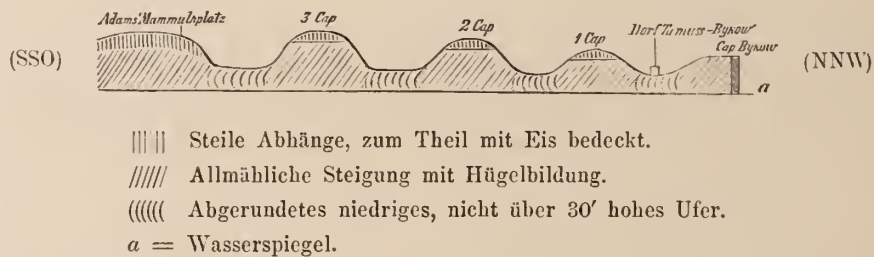 Adams' Mammuthplatz
3 Cap
2 Cap
1 Cap
Dorf Tumuss-Bykow
Cap Bykow
(SSO)
(NNW)
a
Steile Abhänge, zum Theil mit Eis bedeckt.
Allmähliche Steigung mit Hügelbildung.
Abgerundetes niedriges, nicht über 30′ hohes Ufer.
a = Wasserspiegel.